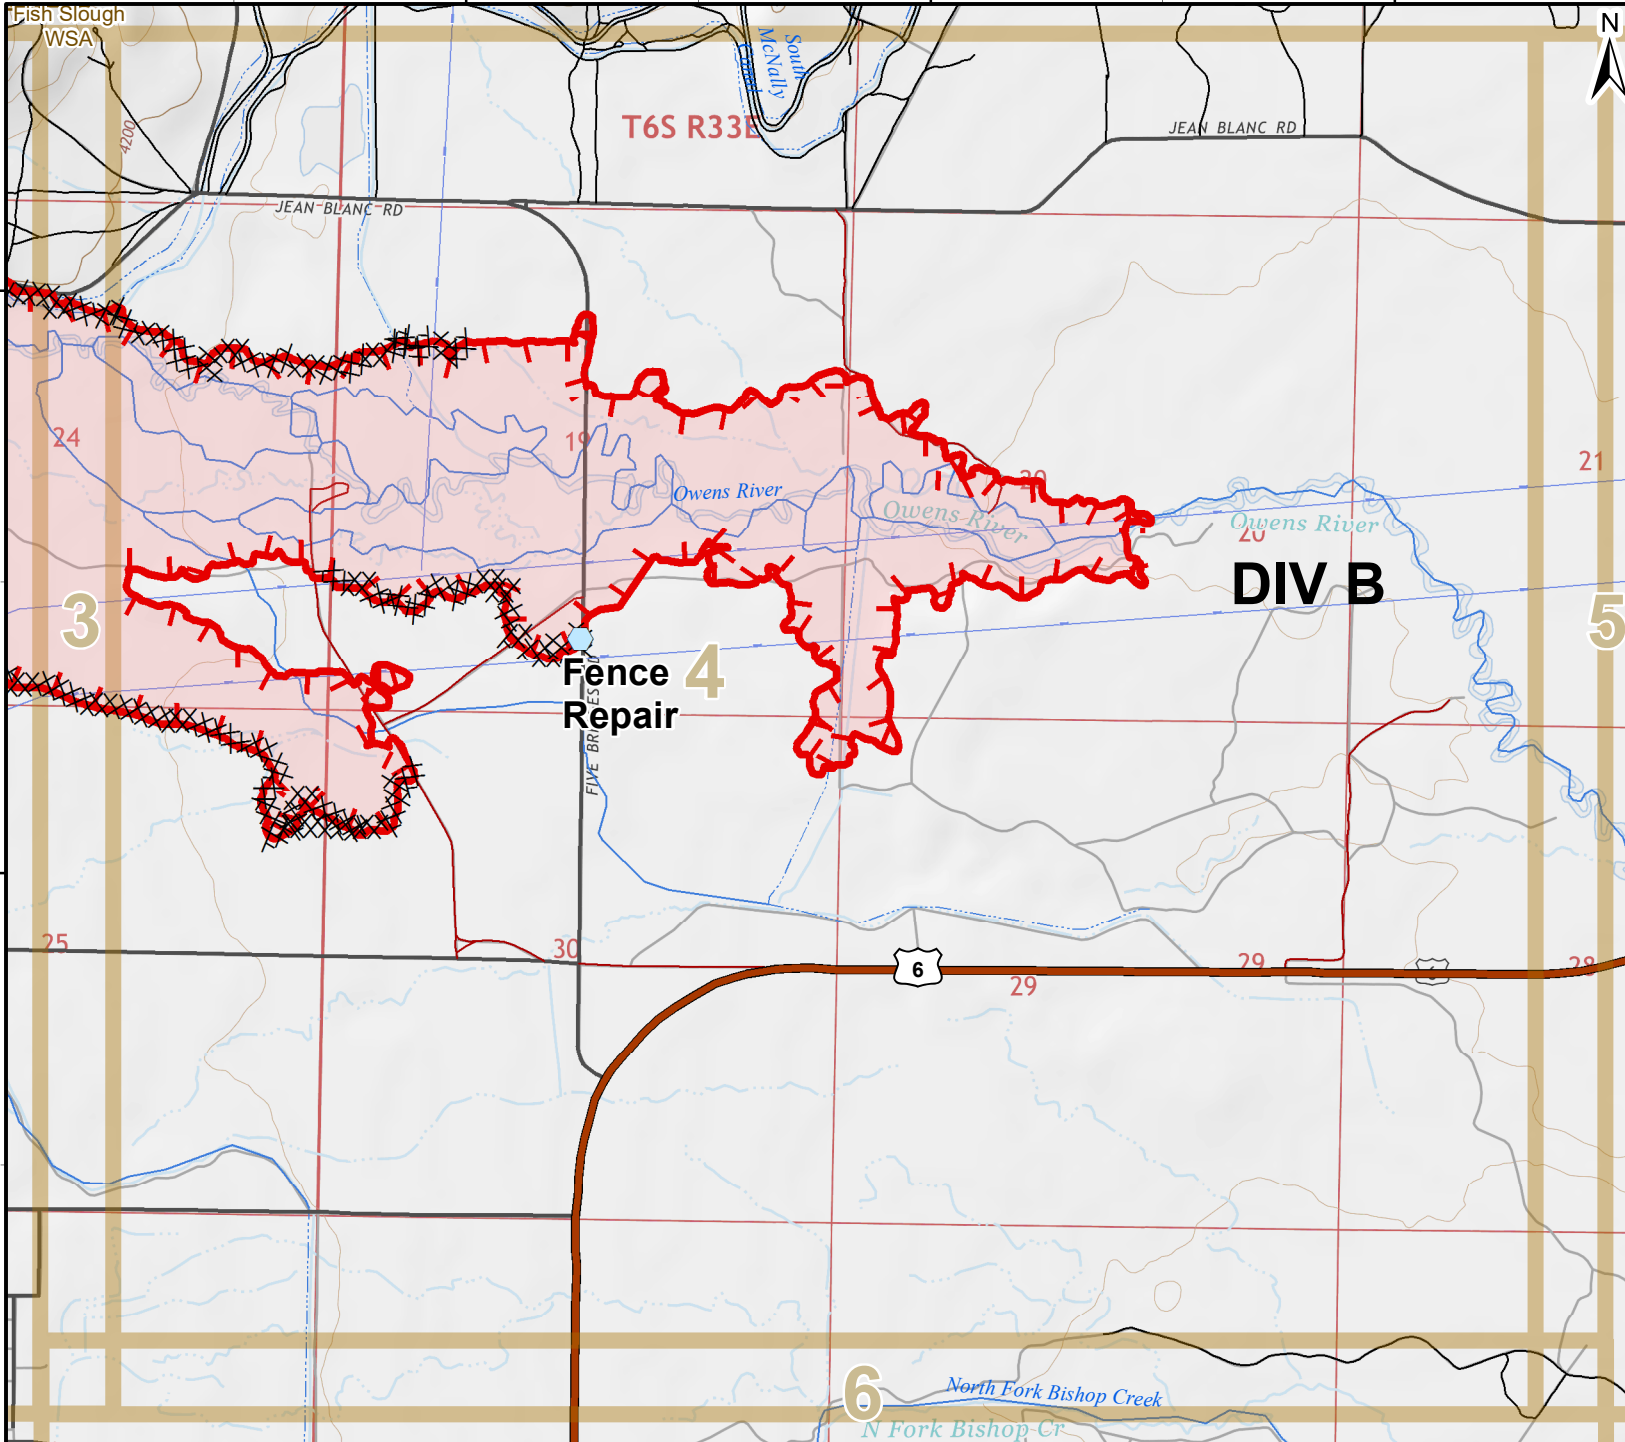 Fish Slough
WSA
N
South
McNally
Canal
T6S R33E
JEAN BLANC RD
4200
JEAN BLANC RD
24
19
20
21
Owens River
Owens River
Owens River
20
DIV B
3
4
5
Fence
Repair
25
30
6
29
29
28
6
North Fork Bishop Creek
N Fork Bishop Cr